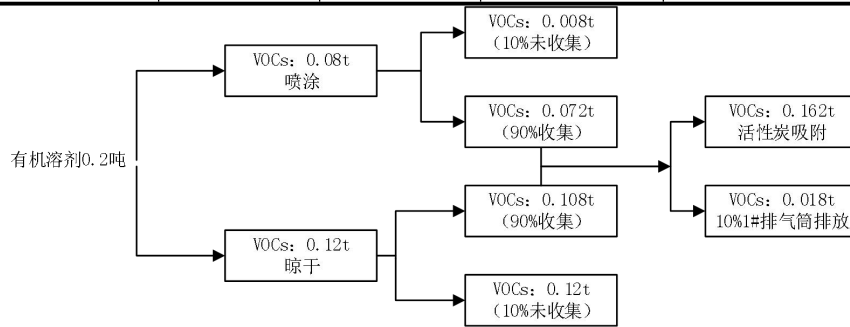 VOCs: 0.008t
(10%未收集)
VOCs: 0.08t
喷涂
VOCs: 0.072t
(90%收集)
VOCs: 0.162t
活性炭吸附
有机溶剂0.2吨
VOCs: 0.108t
(90%收集)
VOCs: 0.018t
10%1#排气筒排放
VOCs: 0.12t
晾干
VOCs: 0.12t
(10%未收集)